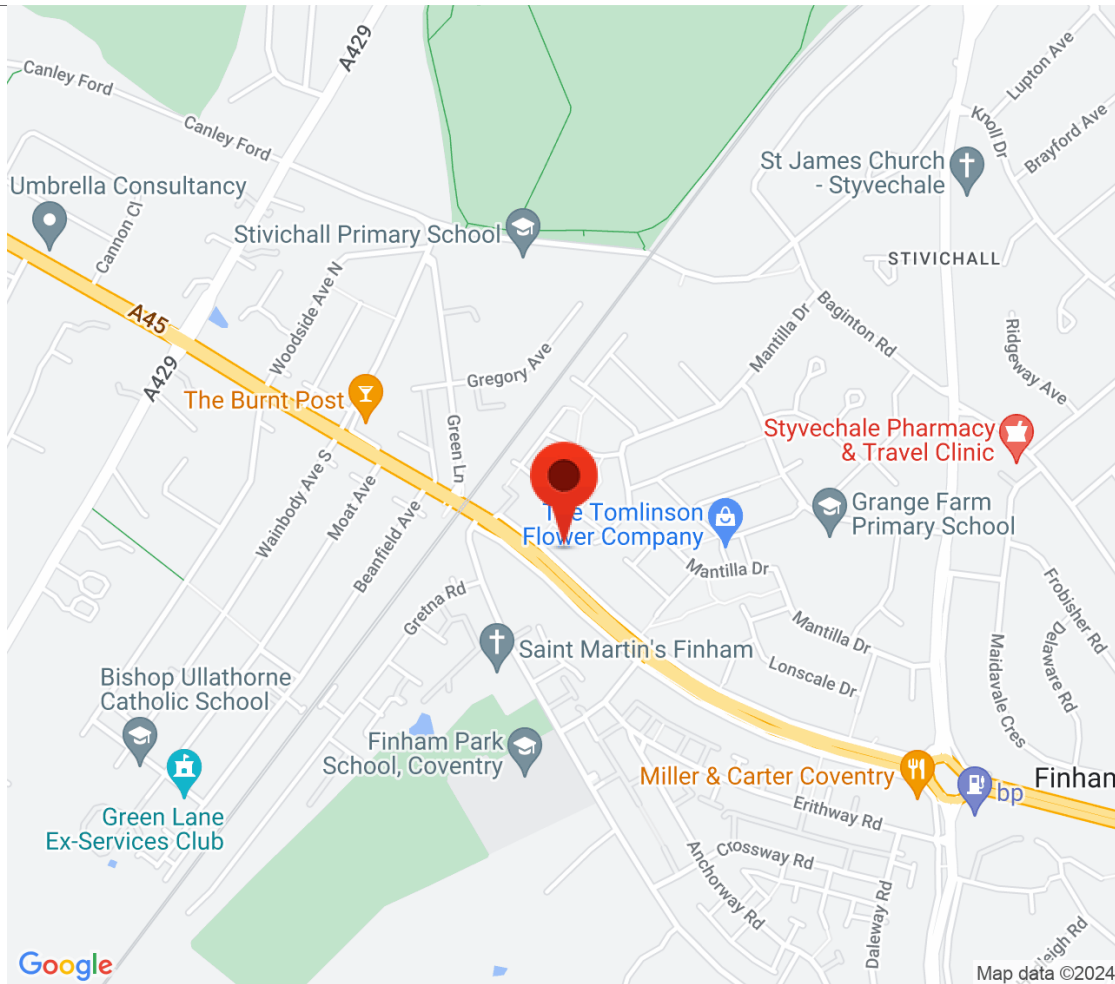 A429
Canley Ford
Lupton Ave
Knoll Dr
Brayford Ave
Canley Ford
St James Church
- Styvechale
Umbrella Consultancy
Cannon Cl
Stivichall Primary School
STIVICHALL
Woodside Ave N
A45
Baginton Rd
Mantilla Dr
Ridgeway Ave
A429
Gregory Ave
The Burnt Post
Green Ln
Styvechale Pharmacy
& Travel Clinic
Wainbody Ave S
Moat Ave
Beanfield Ave
The Tomlinson
Flower Company
Grange Farm
Primary School
Mantilla Dr
Gretna Rd
Frobisher Rd
Delaware Rd
Mantilla Dr
Saint Martin's Finham
Lonscale Dr
Maidavale Cres
Bishop Ullathorne
Catholic School
Finham Park
School, Coventry
Miller & Carter Coventry
bp
Finham
Green Lane
Ex-Services Club
Erithway Rd
Crossway Rd
Anchorway Rd
Daleway Rd
Google
Map data ©2024